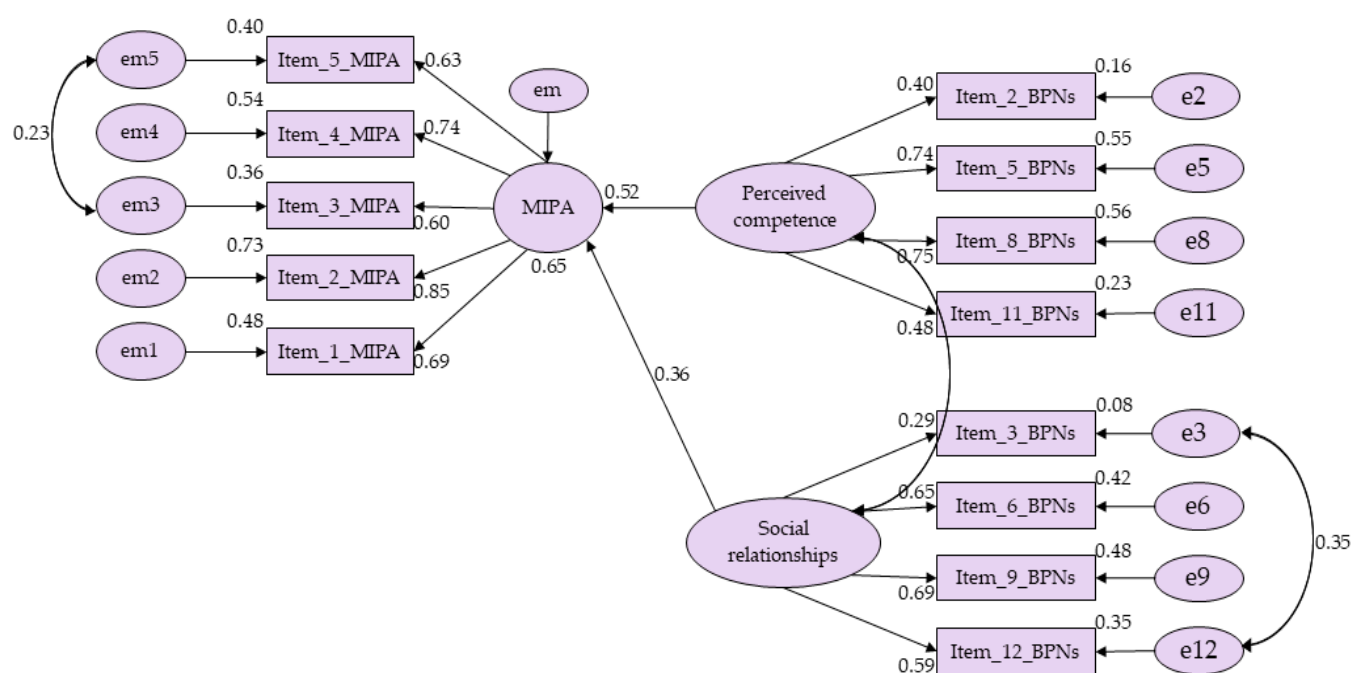 0.40
em5
Item_5_MIPA
0.63
0.54
em4
Item_4_MIPA
0.74
0.23
0.36
em3
Item_3_MIPA
0.60
0.73
em2
Item_2_MIPA
0.85
0.48
em1
Item_1_MIPA
0.69
em
MIPA
0.65
0.52
0.36
Perceived
competence
0.40
Item_2_BPNs
0.16
e2
0.74
Item_5_BPNs
0.55
e5
0.75
Item_8_BPNs
0.56
e8
0.48
Item_11_BPNs
0.23
e11
Social
relationships
0.29
Item_3_BPNs
0.08
e3
0.65
Item_6_BPNs
0.42
e6
0.69
Item_9_BPNs
0.48
e9
0.59
Item_12_BPNs
0.35
e12
0.35